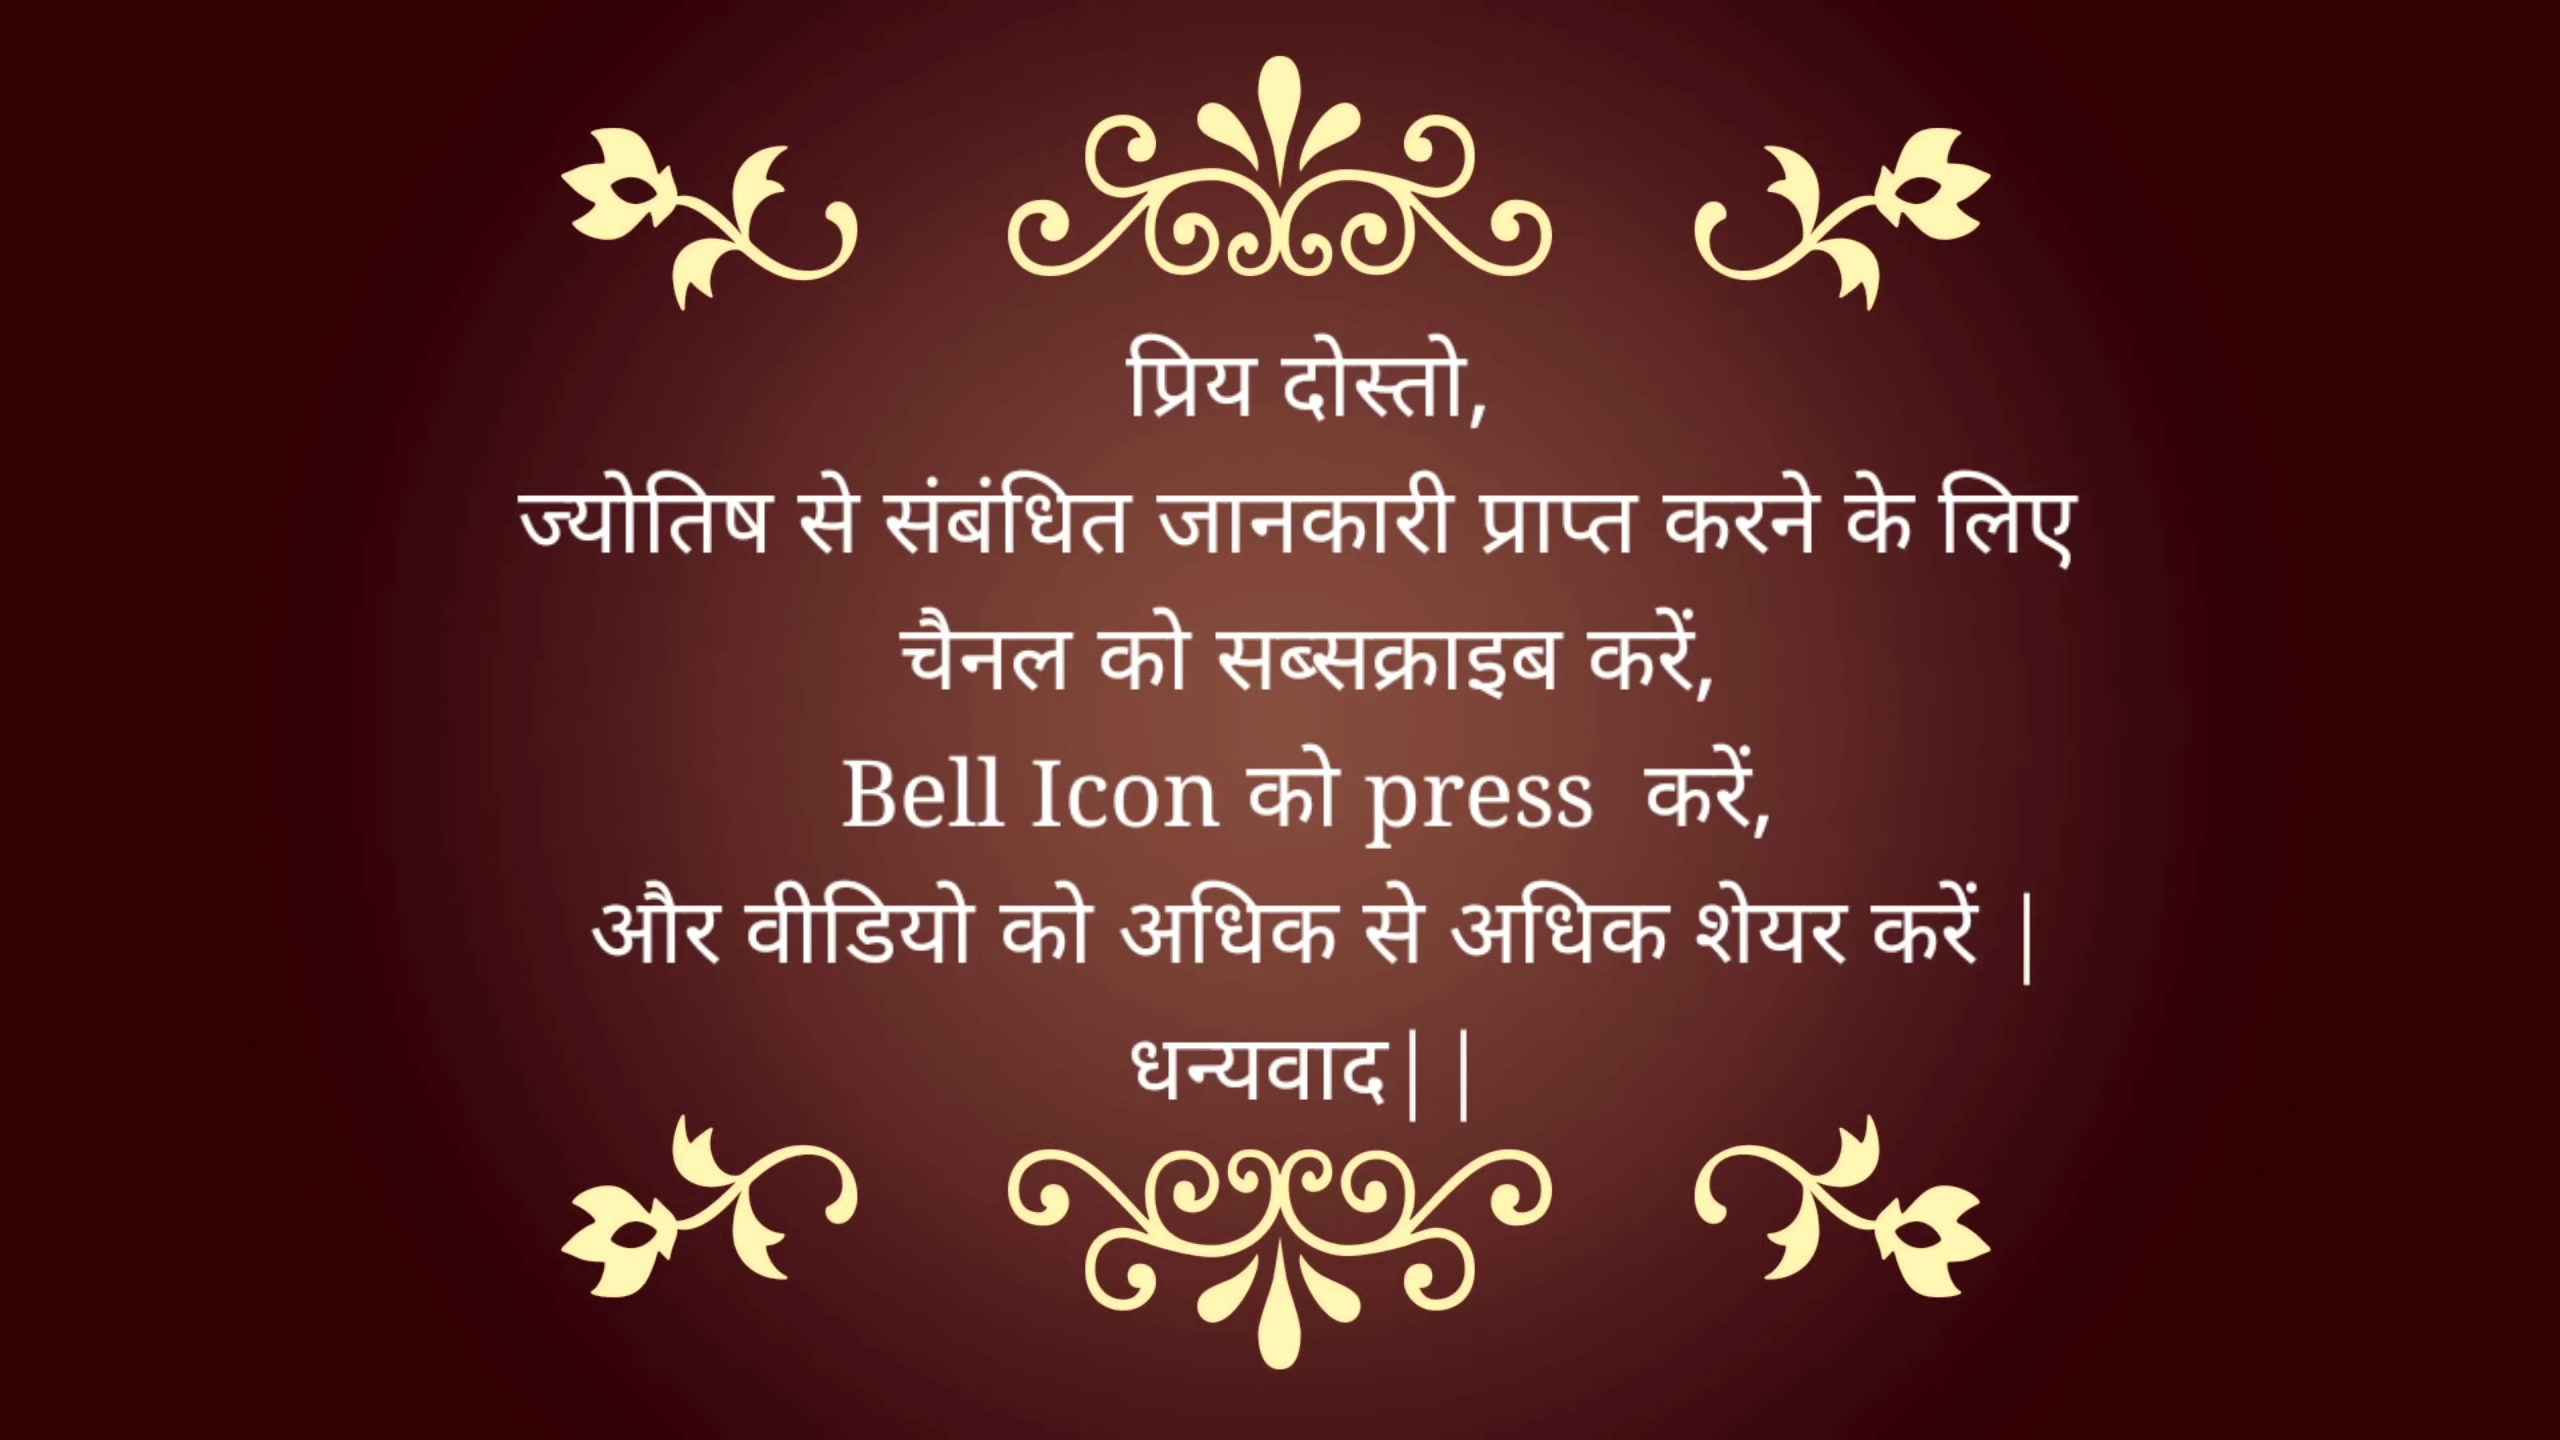 प्रिय दोस्तो,
ज्योतिष से संबंधित जानकारी प्राप्त करने के लिए
चैनल को सब्सक्राइब करें,
Bell Icon को press  करें,
और वीडियो को अधिक से अधिक शेयर करें |
धन्यवाद||